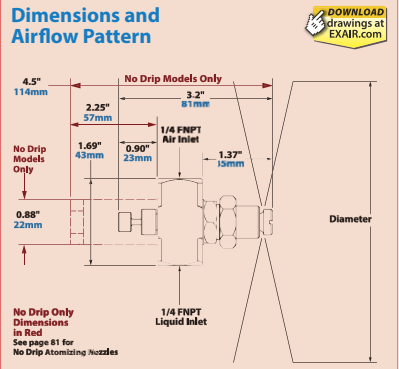 Dimensions and
Airflow Pattern
DOWNLOAD
drawings at
EXAIR.com
4.5"
114mm
No Drip Models Only
3.2"
81mm
2.25"
57mm
1/4 FNPT
Air Inlet
1.69"
43mm
0.90"
23mm
1.37"
35mm
No Drip
Models
Only
0.88"
22mm
Diameter
No Drip Only
Dimensions
in Red
See page 81 for
No Drip Atomizing Nozzles
1/4 FNPT
Liquid Inlet